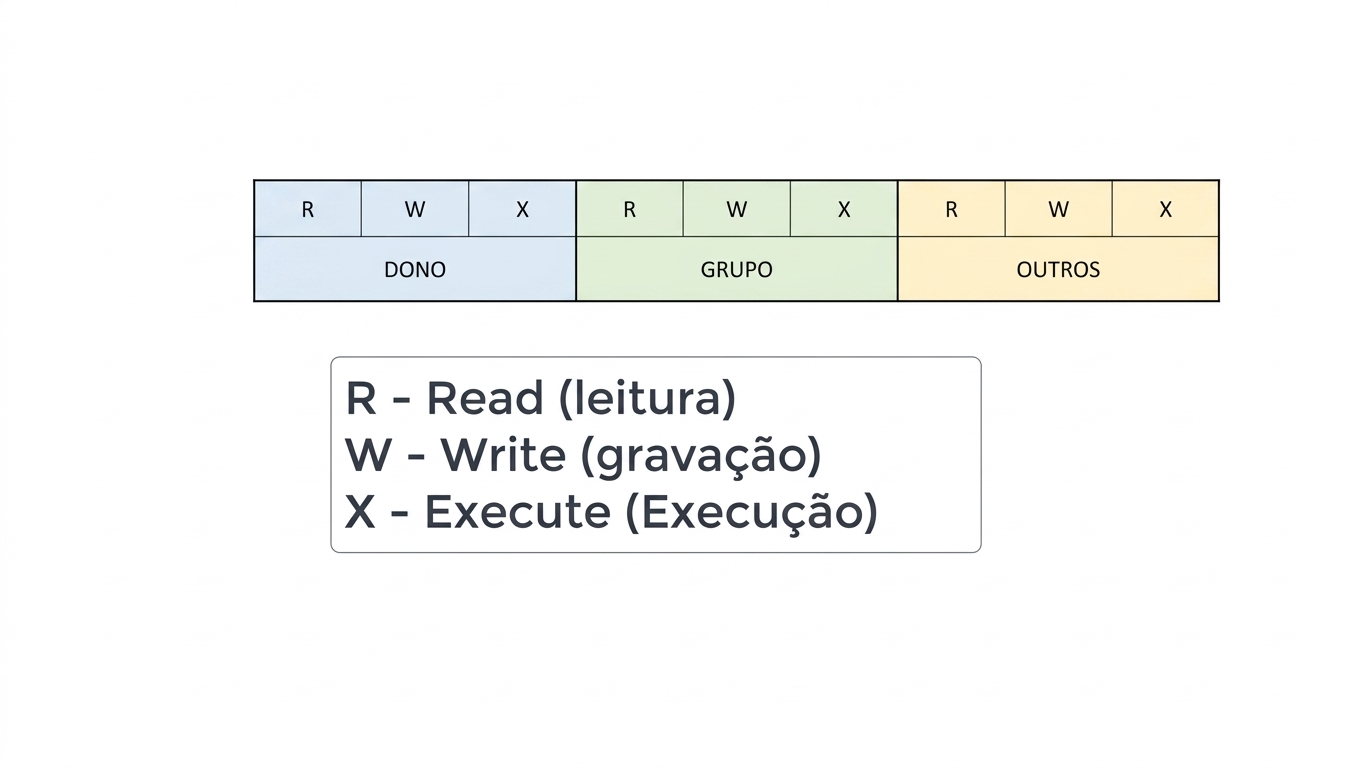 R W X R W X R W X
DONO GRUPO OUTROS
R - Read (leitura)
W - Write (gravação)
X - Execute (Execução)